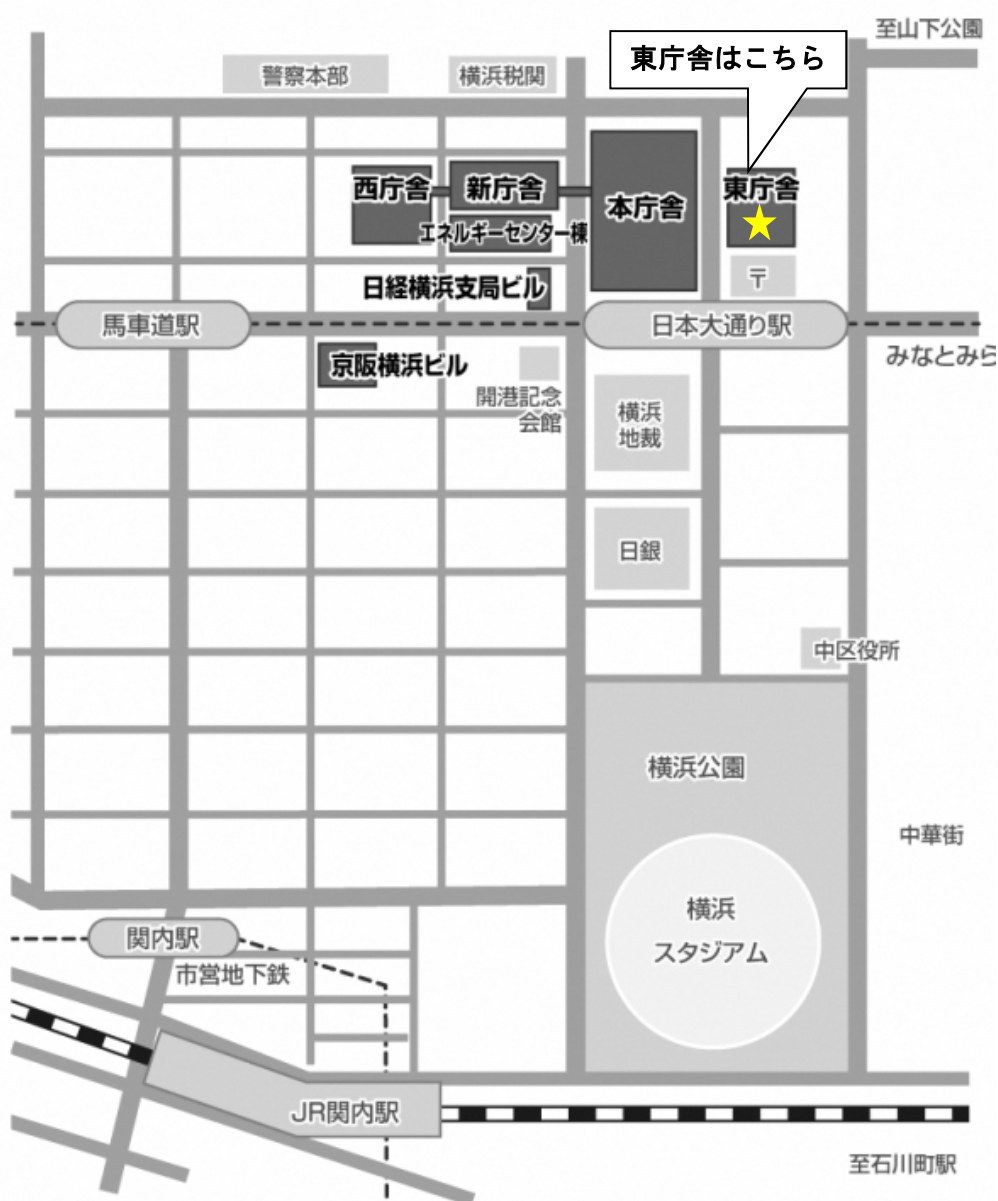 至山下公園
東庁舎はこちら
警察本部
横浜税関
西庁舎
新庁舎
本庁舎
東庁舎
エネルギーセンター棟
〒
日経横浜支局ビル
馬車道駅
日本大通り駅
みなとみら
京阪横浜ビル
開港記念
会館
横浜
地裁
日銀
中区役所
横浜公園
中華街
横浜
スタジアム
関内駅
市営地下鉄
JR関内駅
至石川町駅